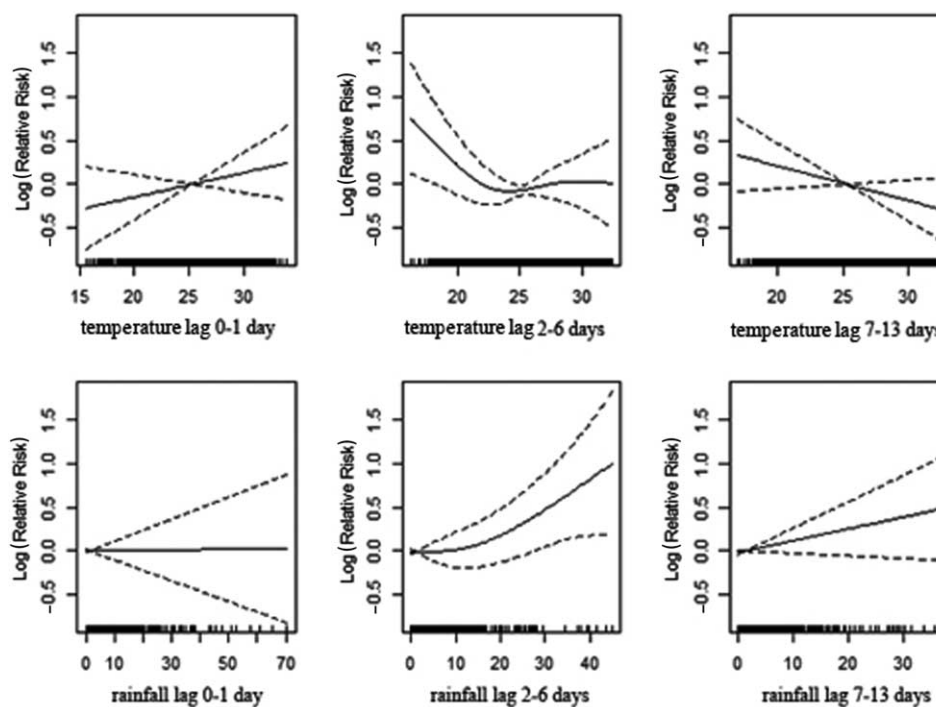 Log (Relative Risk)
1.5
1.0
0.5
0.0
-0.5
15 20 25 30
temperature lag 0-1 day
Log (Relative Risk)
1.5
1.0
0.5
0.0
-0.5
20 25 30
temperature lag 2-6 days
Log (Relative Risk)
1.5
1.0
0.5
0.0
-0.5
20 25 30
temperature lag 7-13 days
Log (Relative Risk)
1.5
1.0
0.5
0.0
-0.5
0 10 30 50 70
rainfall lag 0-1 day
Log (Relative Risk)
1.5
1.0
0.5
0.0
-0.5
0 10 20 30 40
rainfall lag 2-6 days
Log (Relative Risk)
1.5
1.0
0.5
0.0
-0.5
0 10 20 30
rainfall lag 7-13 days